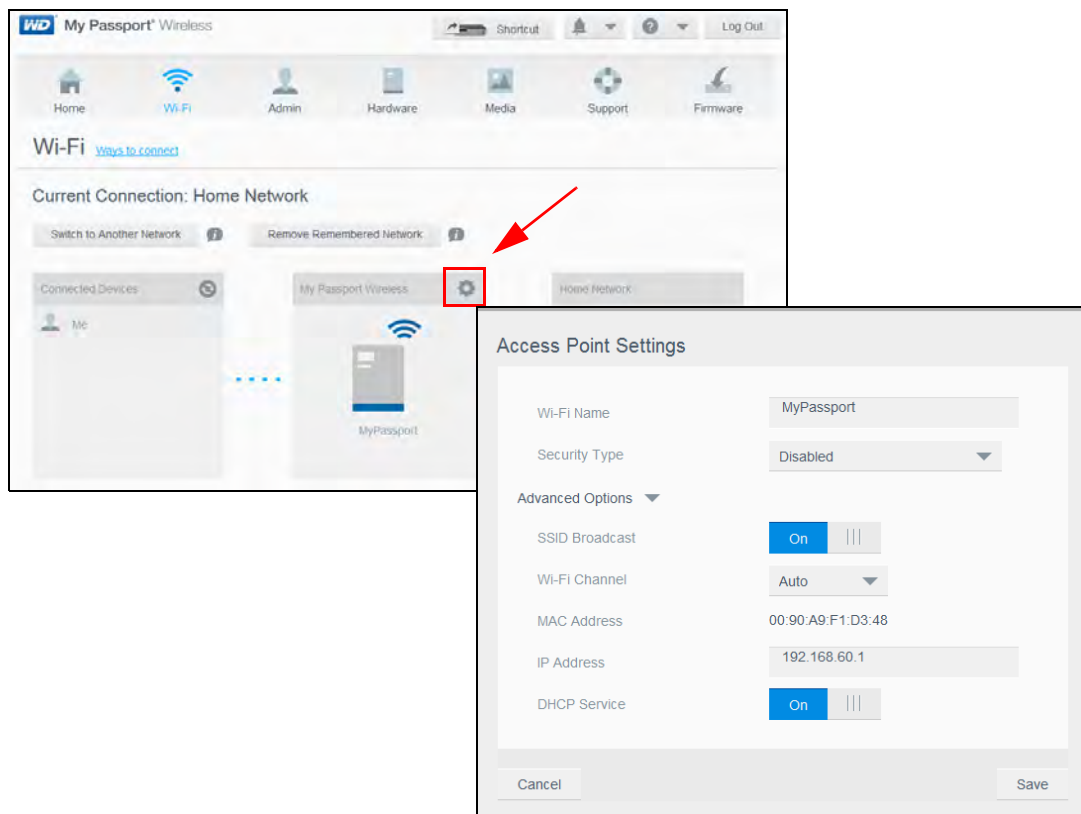 WD My Passport® Wireless
Shortcut
? Log Out
Home Wi-Fi Admin Hardware Media Support Firmware
Wi-Fi Ways to connect
Current Connection: Home Network
Switch to Another Network i Remove Remembered Network i
Connected Devices My Passport Wireless Home Network
Me
MyPassport
Access Point Settings
Wi-Fi Name MyPassport
Security Type Disabled
Advanced Options
SSID Broadcast On
Wi-Fi Channel Auto
MAC Address 00:90:A9:F1:D3:48
IP Address 192.168.60.1
DHCP Service On
Cancel Save